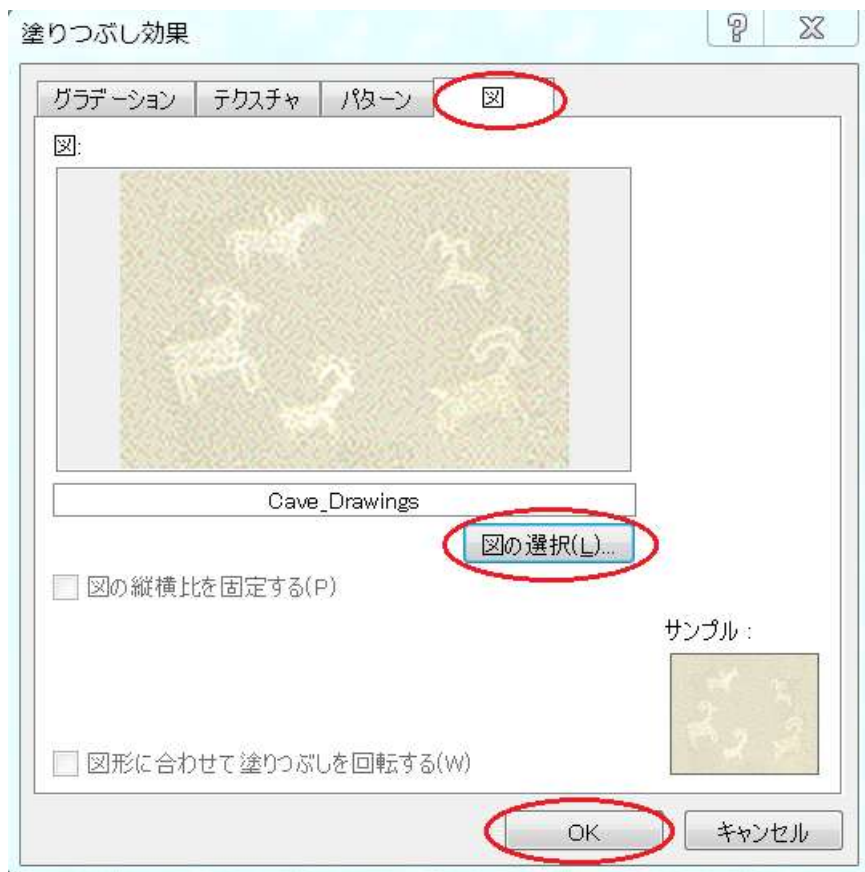 塗りつぶし効果
グラデーション テクスチャ パターン 図
図:
Cave_Drawings
図の選択(L)...
図の縦横比を固定する(P)
サンプル :
図形に合わせて塗りつぶしを回転する(W)
OK キャンセル